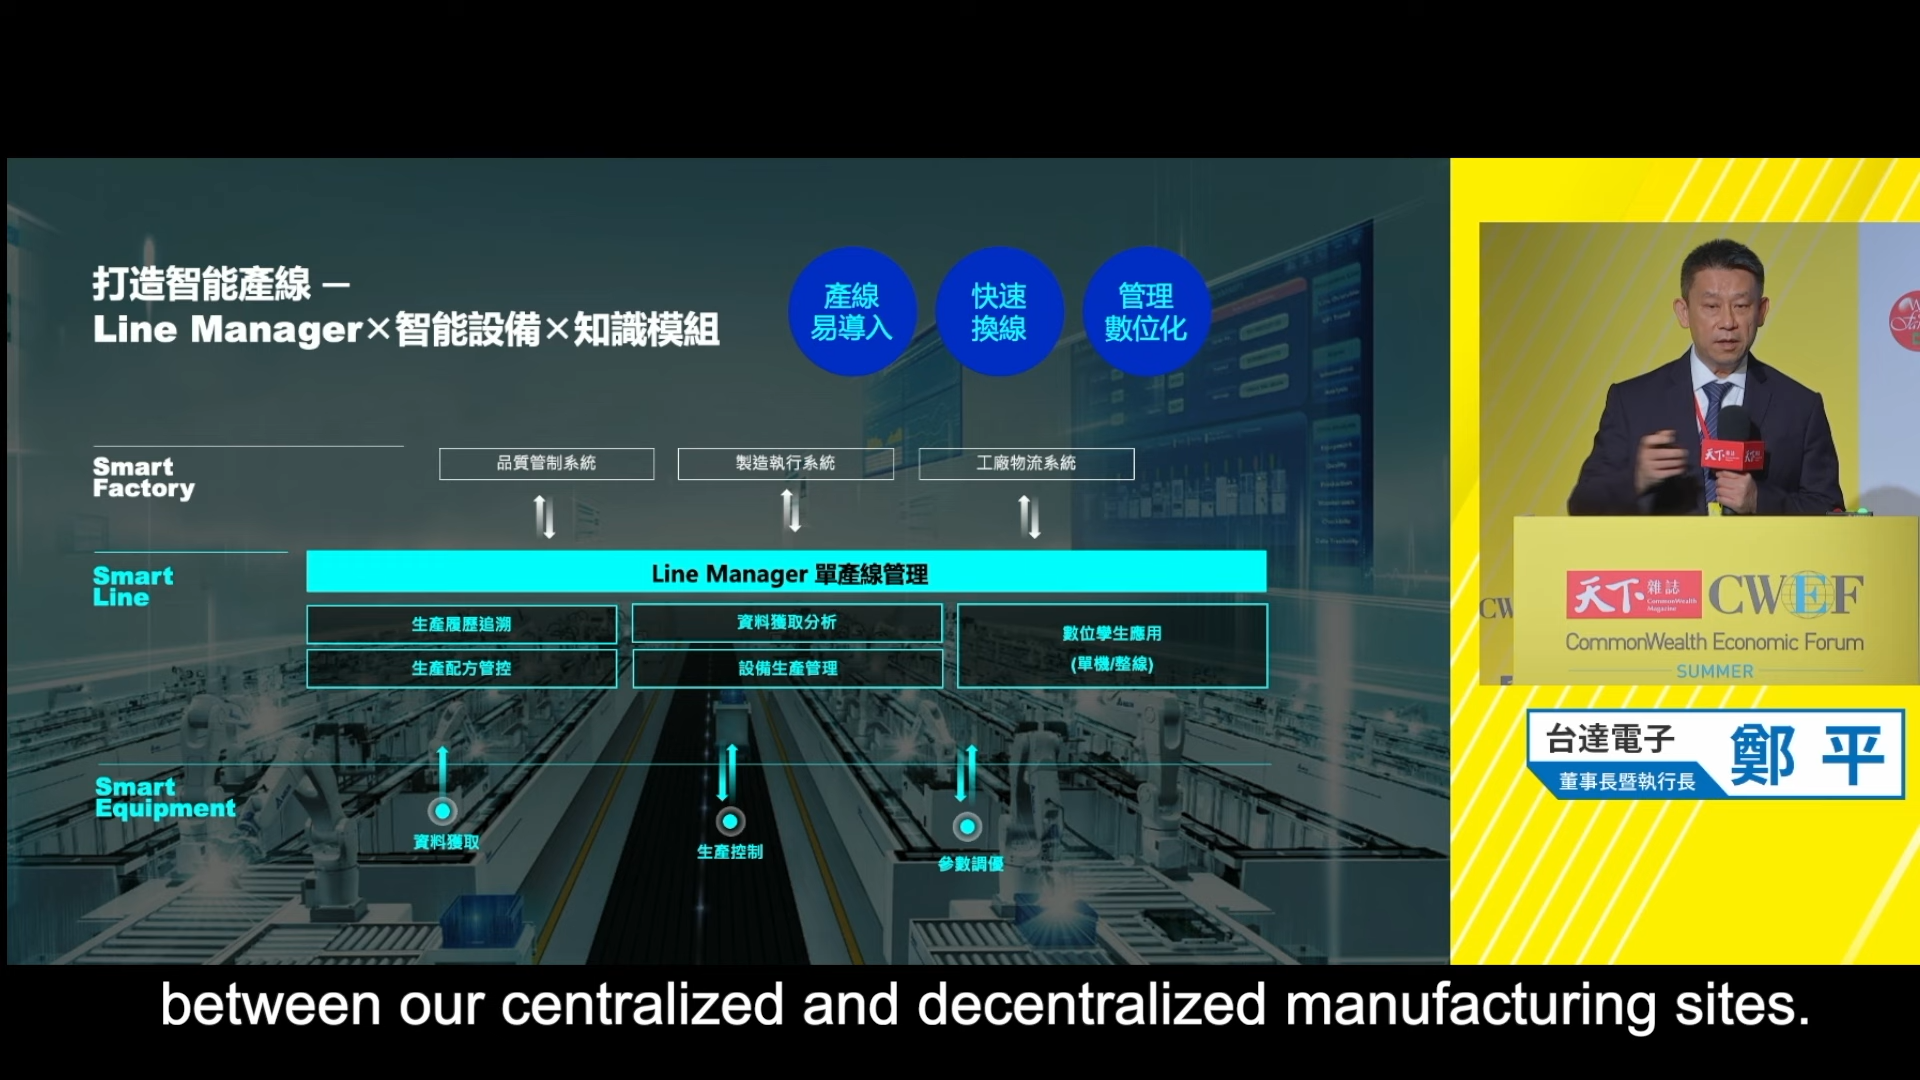 打造智能產線 —
Line Manager×智能設備×知識模組
產線
易導入
快速
換線
管理
數位化
Smart
Factory
品質管制系統
製造執行系統
工廠物流系統
Smart
Line
Line Manager 單產線管理
生產履歷追溯
資料獲取分析
數位孿生應用
(單機/整線)
生產配方管控
設備生產管理
Smart
Equipment
資料獲取
生產控制
參數調優
天下 雜誌
CommonWealth
Magazine
CWEF
CommonWealth Economic Forum
SUMMER
CW
台達電子
董事長暨執行長
鄭 平
between our centralized and decentralized manufacturing sites.